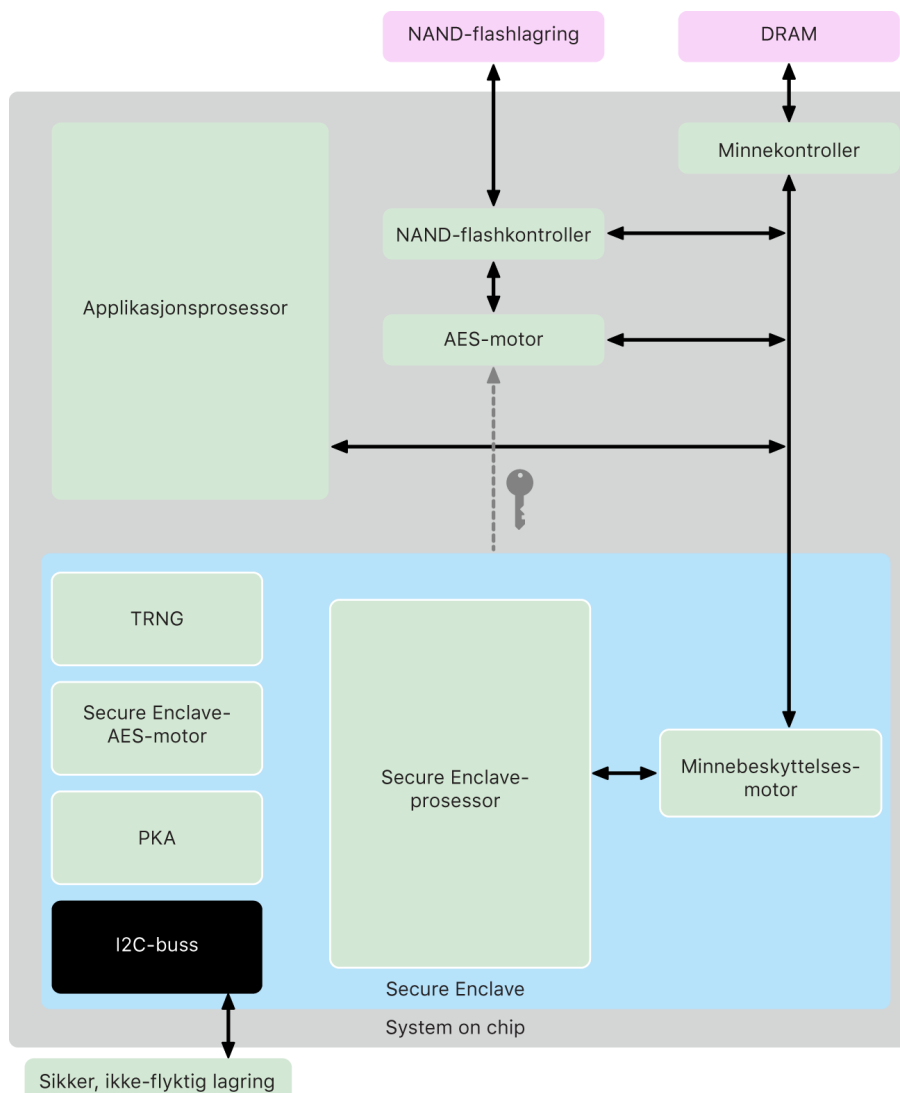 NAND-flashlagring
DRAM
Minnekontroller
NAND-flashkontroller
Applikasjonsprosessor
AES-motor
TRNG
Secure Enclave-
AES-motor
PKA
I2C-buss
Secure Enclave-
prosessor
Minnebeskyttelses-
motor
Secure Enclave
System on chip
Sikker, ikke-flyktig lagring